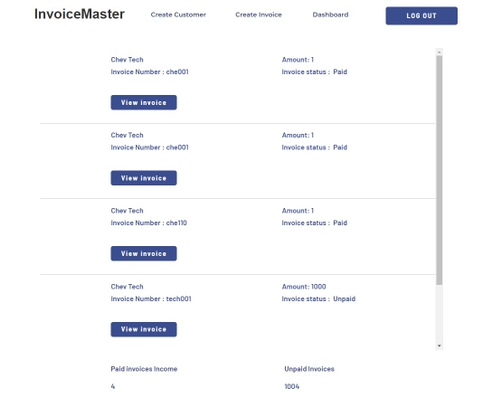 InvoiceMaster Create Customer Create Invoice Dashboard LOG OUT
Chev Tech Amount: 1
Invoice Number : che001 Invoice status : Paid
View invoice
Chev Tech Amount: 1
Invoice Number : che001 Invoice status : Paid
View invoice
Chev Tech Amount: 1
Invoice Number : che110 Invoice status : Paid
View invoice
Chev Tech Amount: 1000
Invoice Number : tech001 Invoice status : Unpaid
View invoice
Paid invoices Income Unpaid Invoices
4 1004